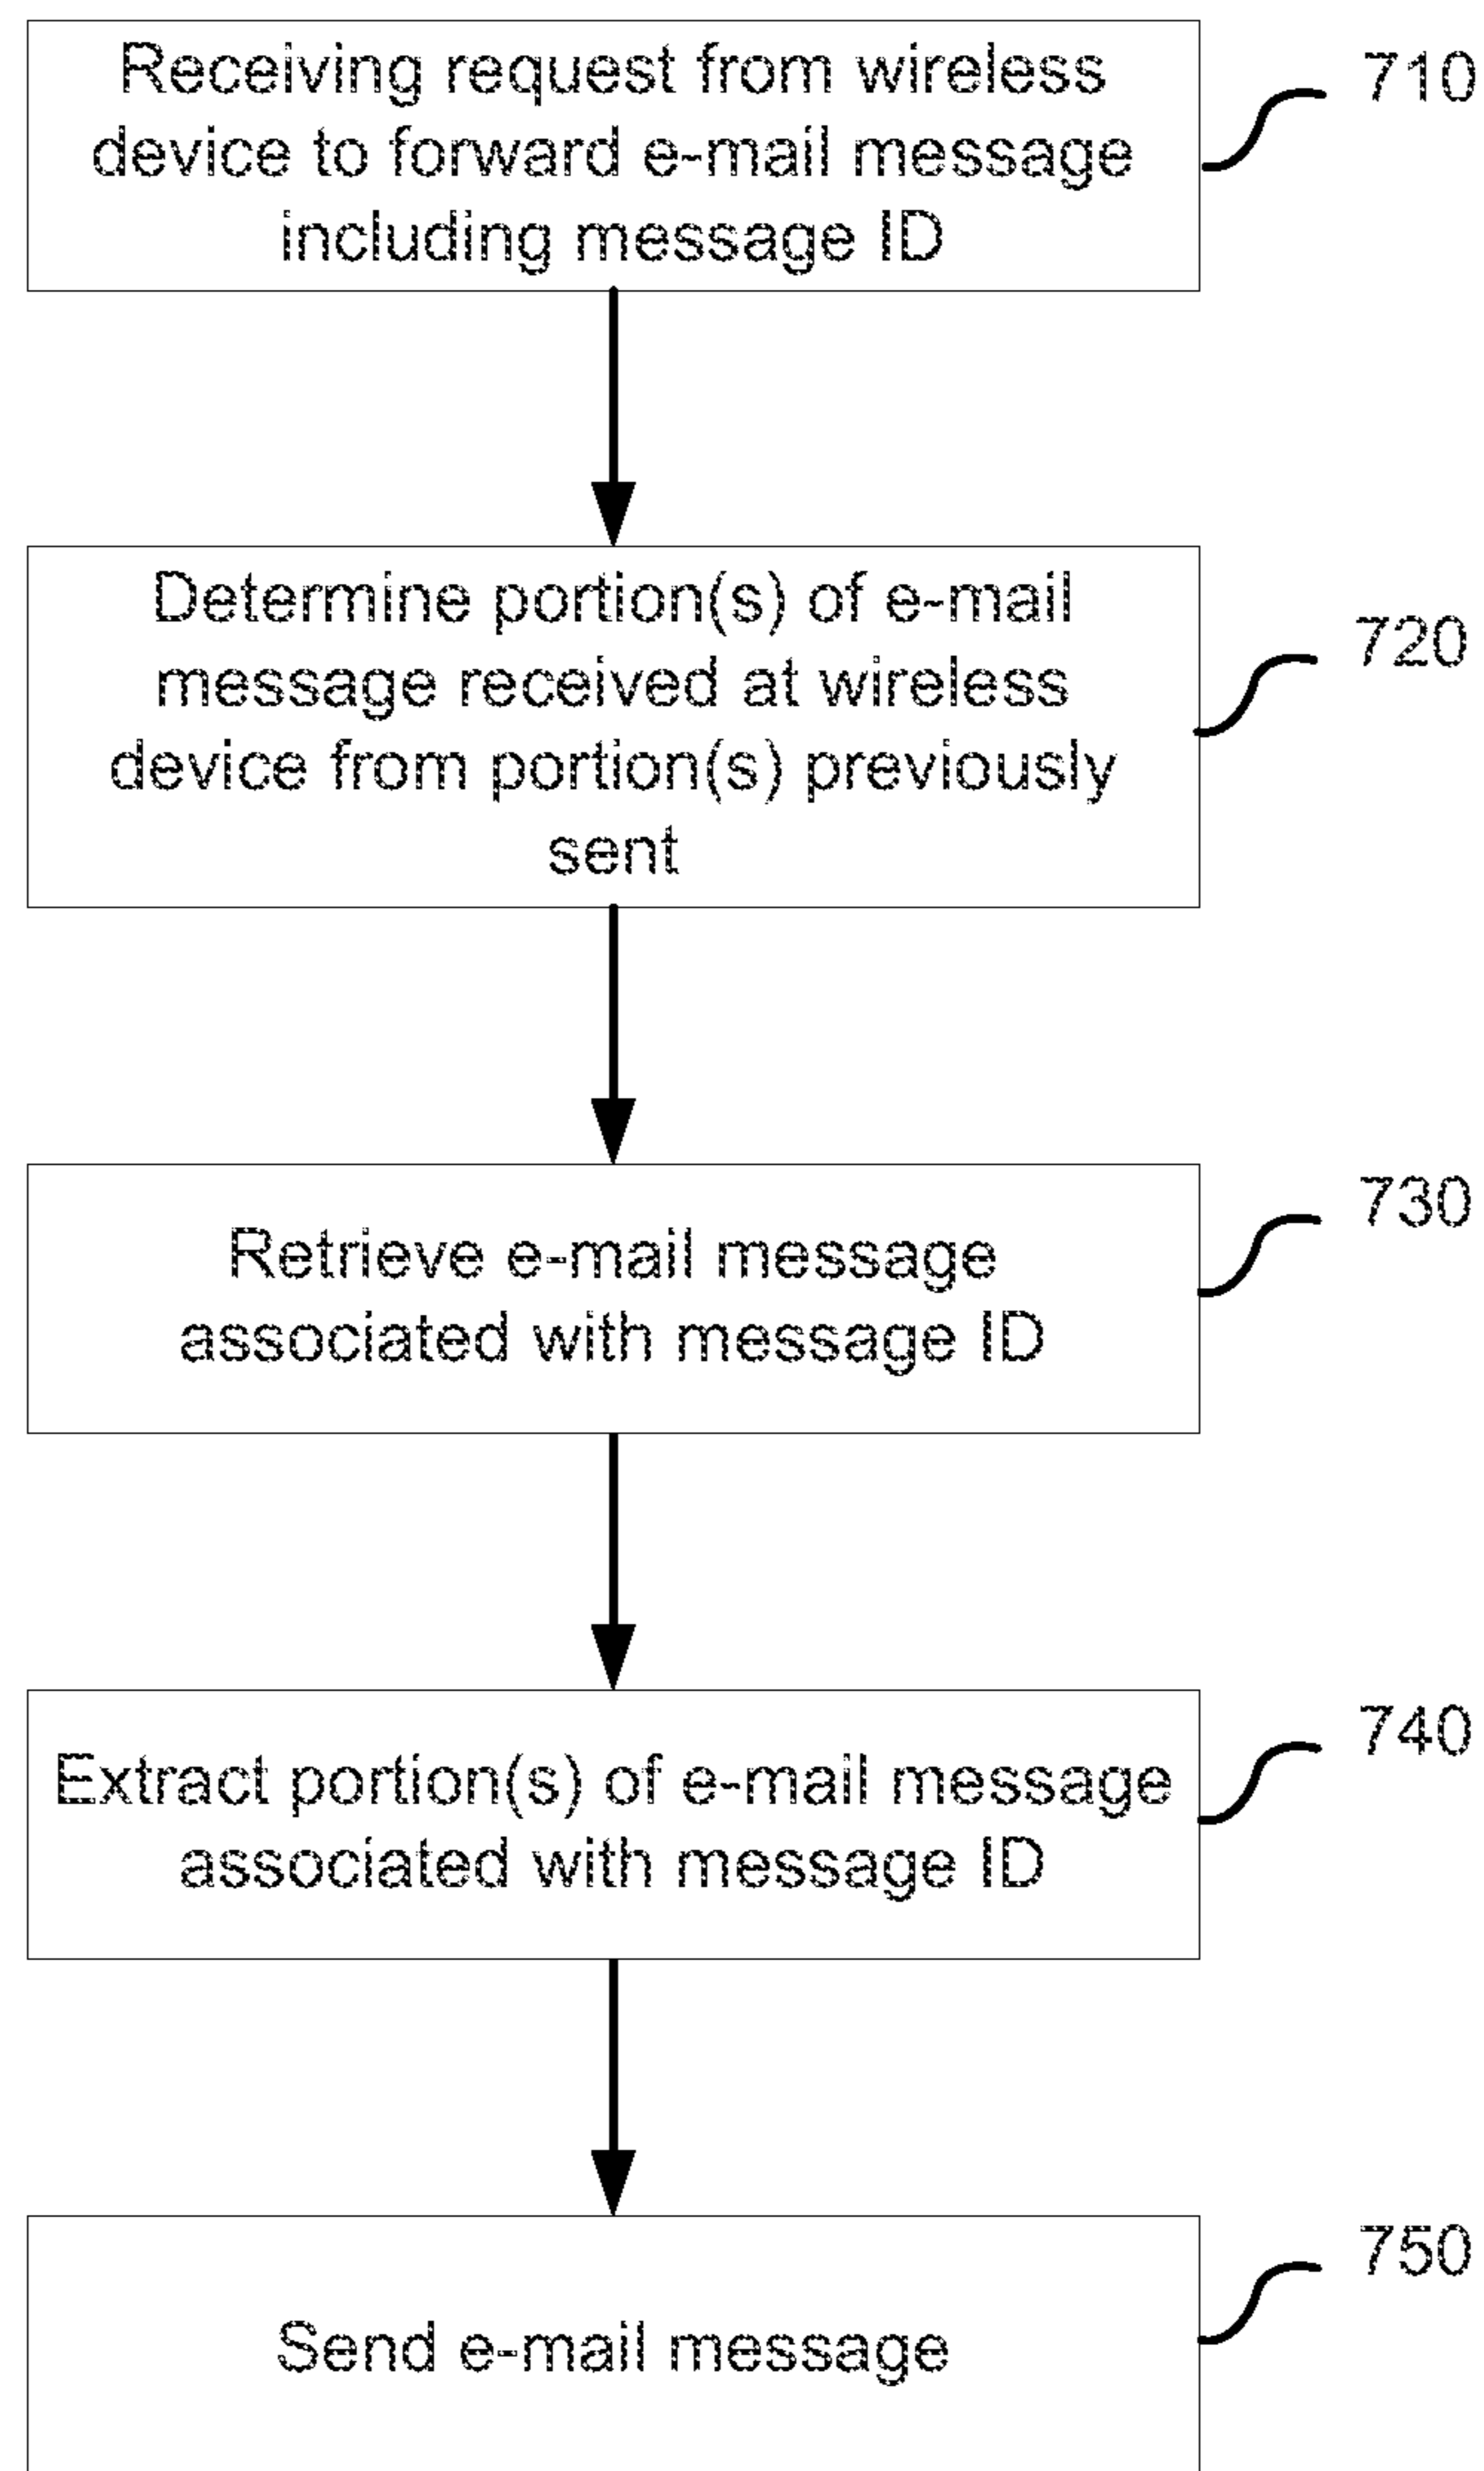 Receiving request from wireless
device to forward e-mail message
including message ID
710
Determine portion(s) of e-mail
message received at wireless
device from portion(s) previously
sent
720
Retrieve e-mail message
associated with message ID
730
Extract portion(s) of e-mail message
associated with message ID
740
Send e-mail message
750